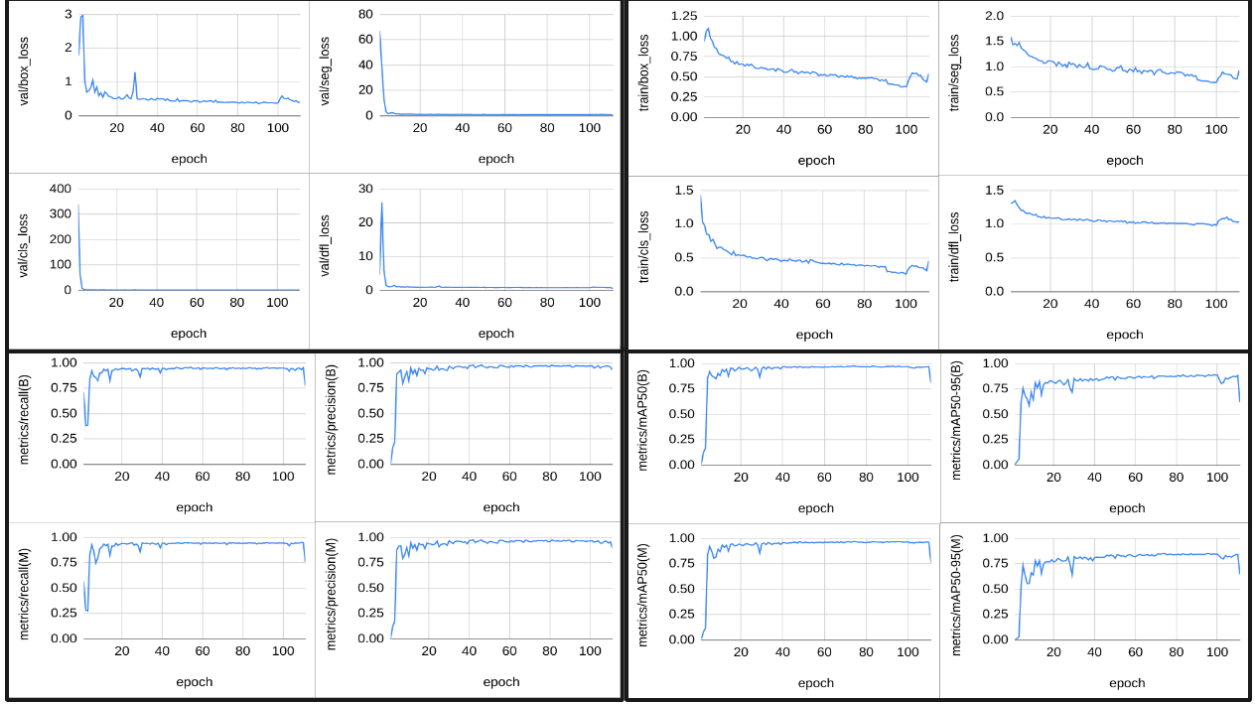 val/box_loss
3
2
1
0
20 40 60 80 100
epoch
val/seg_loss
80
60
40
20
0
20 40 60 80 100
epoch
train/box_loss
1.25
1.00
0.75
0.50
0.25
0.00
20 40 60 80 100
epoch
train/seg_loss
2.0
1.5
1.0
0.5
0.0
20 40 60 80 100
epoch
val/cls_loss
400
300
200
100
0
20 40 60 80 100
epoch
val/dfl_loss
30
20
10
0
20 40 60 80 100
epoch
train/cls_loss
1.5
1.0
0.5
0.0
20 40 60 80 100
epoch
train/dfl_loss
1.5
1.0
0.5
0.0
20 40 60 80 100
epoch
metrics/recall(B)
1.00
0.75
0.50
0.25
0.00
20 40 60 80 100
epoch
metrics/precision(B)
1.00
0.75
0.50
0.25
0.00
20 40 60 80 100
epoch
metrics/mAP50(B)
1.00
0.75
0.50
0.25
0.00
20 40 60 80 100
epoch
metrics/mAP50-95(B)
1.00
0.75
0.50
0.25
0.00
20 40 60 80 100
epoch
metrics/recall(M)
1.00
0.75
0.50
0.25
0.00
20 40 60 80 100
epoch
metrics/precision(M)
1.00
0.75
0.50
0.25
0.00
20 40 60 80 100
epoch
metrics/mAP50(M)
1.00
0.75
0.50
0.25
0.00
20 40 60 80 100
epoch
metrics/mAP50-95(M)
1.00
0.75
0.50
0.25
0.00
20 40 60 80 100
epoch